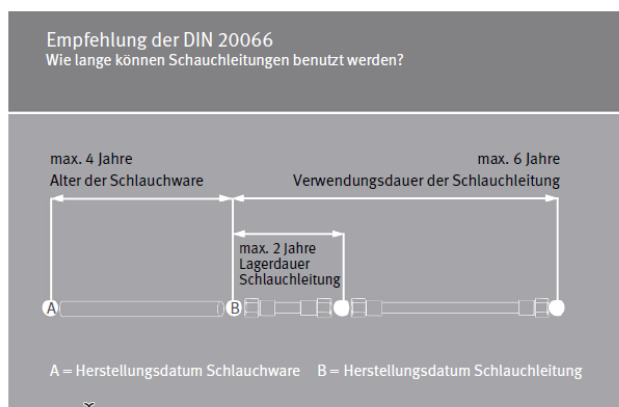 Empfehlung der DIN 20066
Wie lange können Schauchleitungen benutzt werden?
max. 4 Jahre
Alter der Schlauchware
max. 6 Jahre
Verwendungsdauer der Schlauchleitung
max. 2 Jahre
Lagerdauer
Schlauchleitung
A
B
A = Herstellungsdatum Schlauchware B = Herstellungsdatum Schlauchleitung